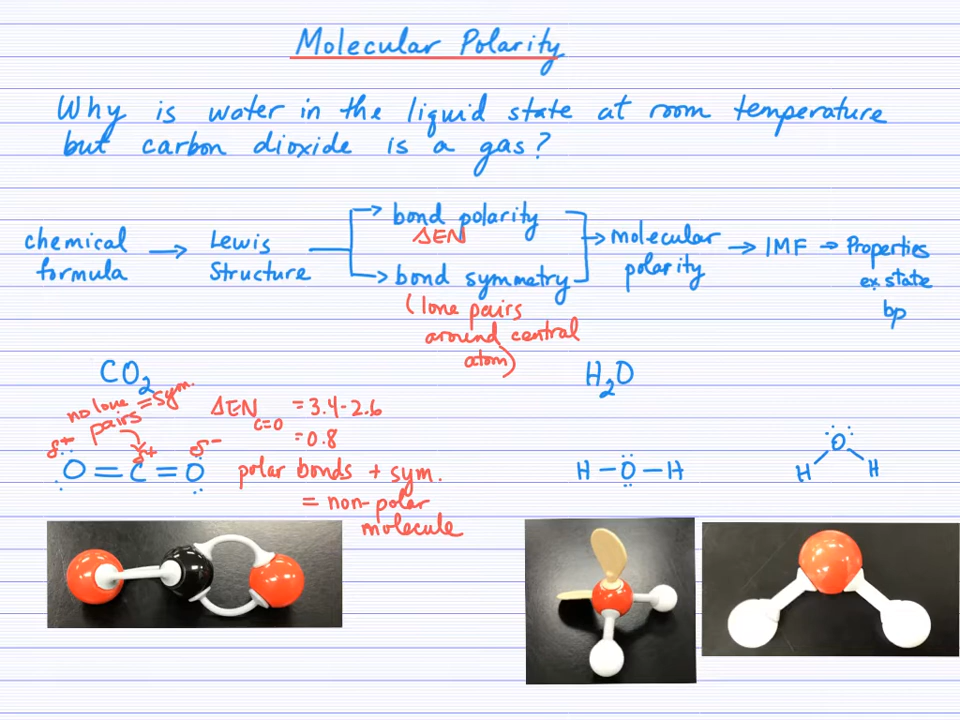 Molecular Polarity
Why is water in the liquid state at room temperature
but carbon dioxide is a gas?
chemical formula → Lewis Structure → bond polarity → molecular polarity → IMF → Properties
ΔEN
ex. state
bp
→ bond symmetry
(lone pairs
around central
atom)
CO₂
no lone pairs = sym.
ΔEN C=O = 3.4-2.6
= 0.8
δ+ δ+ δ-
O = C = O
polar bonds + sym.
= non-polar
molecule
H₂O
H - O - H
O
H H